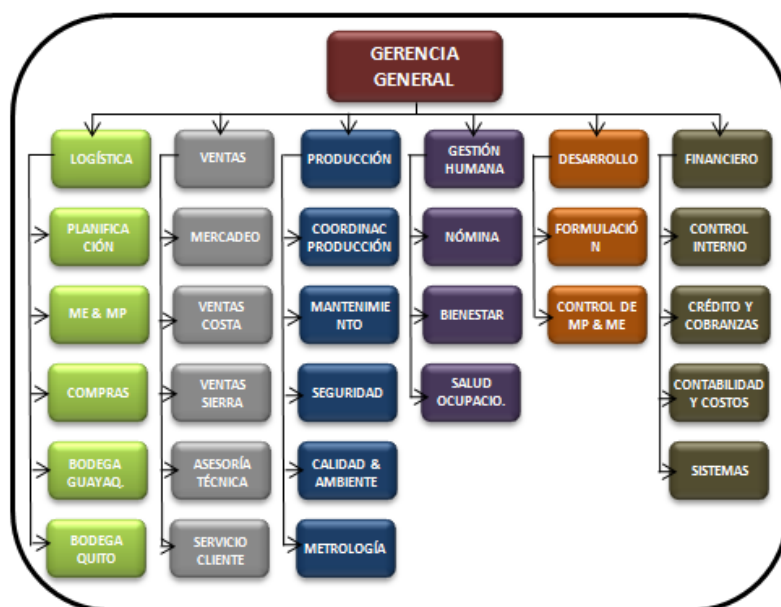 GERENCIA
GENERAL
LOGÍSTICA
PLANIFICA
CIÓN
ME & MP
COMPRAS
BODEGA
GUAYAQ.
BODEGA
QUITO
VENTAS
MERCADEO
VENTAS
COSTA
VENTAS
SIERRA
ASESORÍA
TÉCNICA
SERVICIO
CLIENTE
PRODUCCIÓN
COORDINAC
PRODUCCIÓN
MANTENIMIE
NTO
SEGURIDAD
CALIDAD &
AMBIENTE
METROLOGÍA
GESTIÓN
HUMANA
NÓMINA
BIENESTAR
SALUD
OCUPACIO.
DESARROLLO
FORMULACIÓ
N
CONTROL DE
MP & ME
FINANCIERO
CONTROL
INTERNO
CRÉDITO Y
COBRANZAS
CONTABILIDAD
Y COSTOS
SISTEMAS